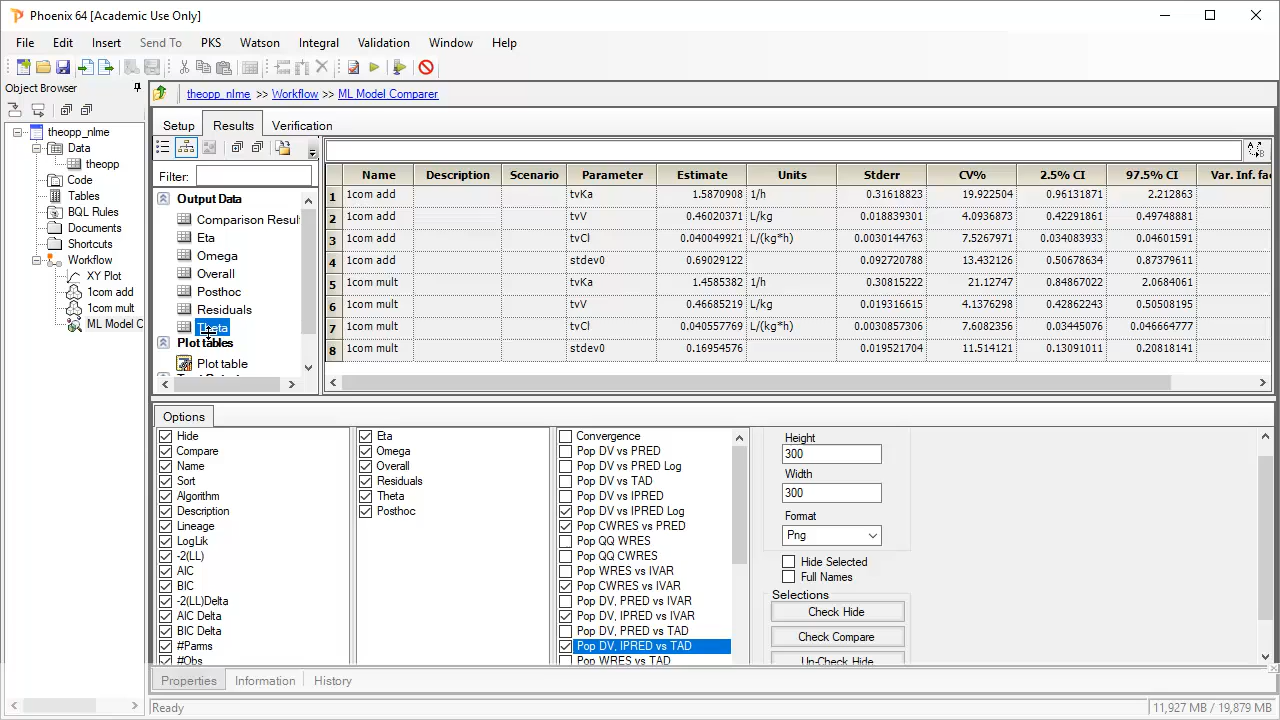 Phoenix 64 [Academic Use Only]
File Edit Insert Send To PKS Watson Integral Validation Window Help
Object Browser
theopp_nlme >> Workflow >> ML Model Comparer
theopp_nlme
Data
theopp
Code
Tables
BQL Rules
Documents
Shortcuts
Workflow
XY Plot
1com add
1com mult
ML Model C
Setup Results Verification
Filter:
Output Data
Comparison Resul
Eta
Omega
Overall
Posthoc
Residuals
Theta
Plot tables
Plot table
Name Description Scenario Parameter Estimate Units Stderr CV% 2.5% CI 97.5% CI Var. Inf. fac
1 1com add tvKa 1.5870908 1/h 0.31618823 19.922504 0.96131871 2.212863
2 1com add tvV 0.46020371 L/kg 0.018839301 4.0936873 0.42291861 0.49748881
3 1com add tvCl 0.040049921 L/(kg*h) 0.0030144763 7.5267971 0.034083933 0.04601591
4 1com add stdev0 0.69029122 0.092720788 13.432126 0.50678634 0.87379611
5 1com mult tvKa 1.4585382 1/h 0.30815222 21.12747 0.84867022 2.0684061
6 1com mult tvV 0.46685219 L/kg 0.019316615 4.1376298 0.42862243 0.50508195
7 1com mult tvCl 0.040557769 L/(kg*h) 0.0030857306 7.6082356 0.03445076 0.046664777
8 1com mult stdev0 0.16954576 0.019521704 11.514121 0.13091011 0.20818141
Options
Hide
Compare
Name
Sort
Algorithm
Description
Lineage
LogLik
-2(LL)
AIC
BIC
-2(LL)Delta
AIC Delta
BIC Delta
#Parms
#Obs
Eta
Omega
Overall
Residuals
Theta
Posthoc
Convergence
Pop DV vs PRED
Pop DV vs PRED Log
Pop DV vs TAD
Pop DV vs IPRED
Pop DV vs IPRED Log
Pop CWRES vs PRED
Pop QQ WRES
Pop QQ CWRES
Pop WRES vs IVAR
Pop CWRES vs IVAR
Pop DV, PRED vs IVAR
Pop DV, IPRED vs IVAR
Pop DV, PRED vs TAD
Pop DV, IPRED vs TAD
Pop WRES vs TAD
Height
300
Width
300
Format
Png
Hide Selected
Full Names
Selections
Check Hide
Check Compare
Un-Check Hide
Properties Information History
Ready 11,927 MB / 19,879 MB